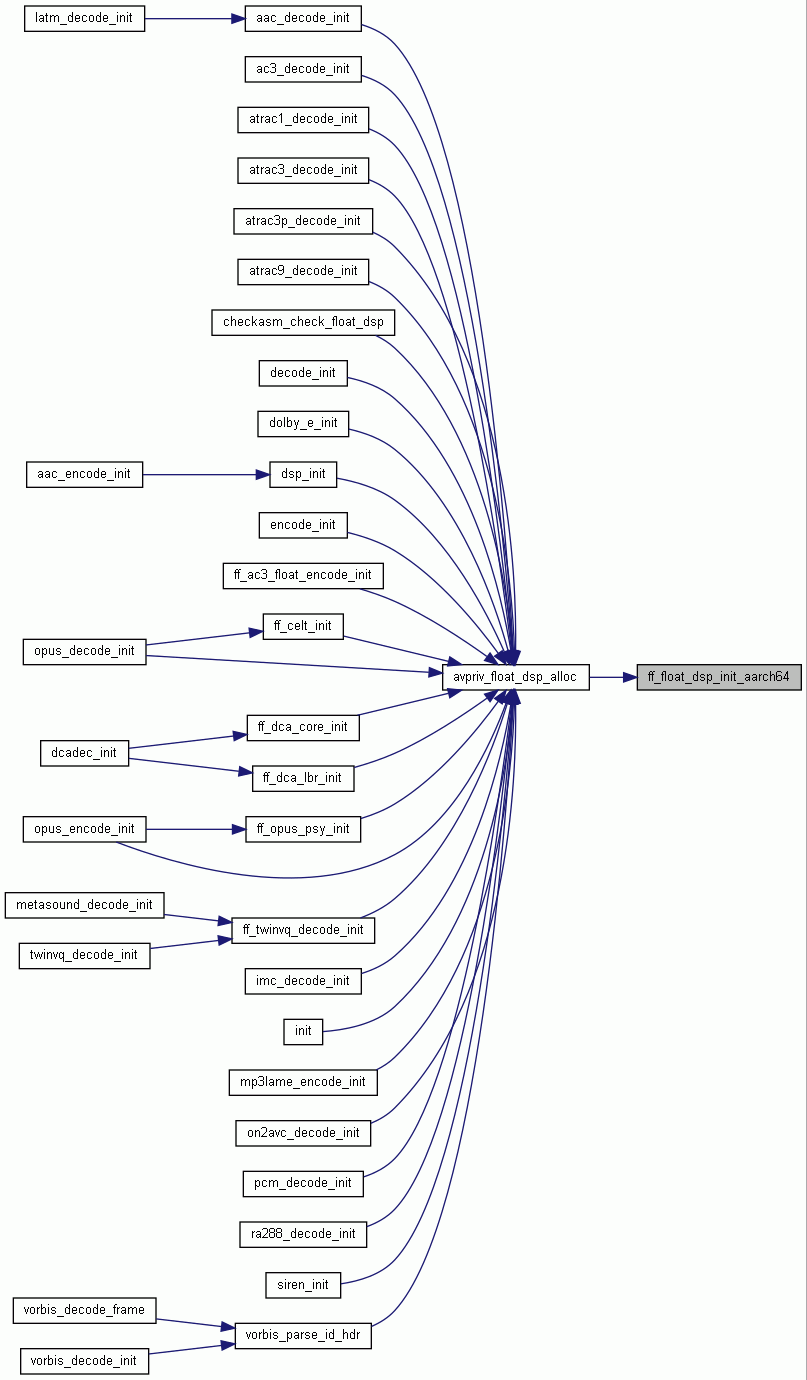 latm_decode_init
aac_decode_init
ac3_decode_init
atrac1_decode_init
atrac3_decode_init
atrac3p_decode_init
atrac9_decode_init
checkasm_check_float_dsp
decode_init
dolby_e_init
aac_encode_init
dsp_init
encode_init
ff_ac3_float_encode_init
ff_celt_init
opus_decode_init
avpriv_float_dsp_alloc
ff_float_dsp_init_aarch64
ff_dca_core_init
dcadec_init
ff_dca_lbr_init
opus_encode_init
ff_opus_psy_init
metasound_decode_init
ff_twinvq_decode_init
twinvq_decode_init
imc_decode_init
init
mp3lame_encode_init
on2avc_decode_init
pcm_decode_init
ra288_decode_init
siren_init
vorbis_decode_frame
vorbis_parse_id_hdr
vorbis_decode_init